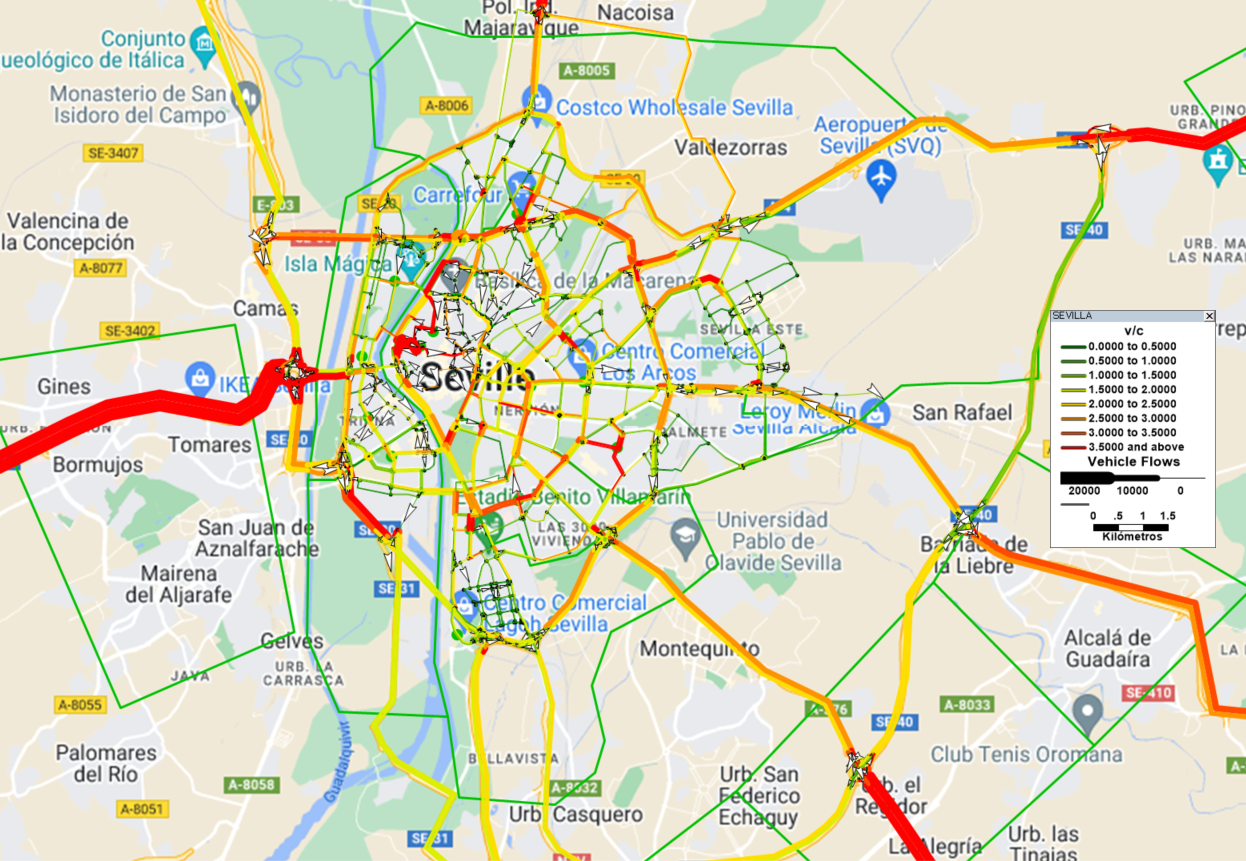 Pol. Ind.
Majaravique
Nacoisa
Conjunto
ueológico de Itálica
A-8005
Monasterio de San
Isidoro del Campo
A-8006
Costco Wholesale Sevilla
URB. PINO
GRANDE
Aeropuerto de
Sevilla (SVQ)
SE-3407
Valdezorras
Carrefour
SE-20
E-803
Valencina de
la Concepción
SE-40
URB. MA
LAS NARAN
Isla Mágica
A-8077
Basílica de la Macarena
Camas
SE-3402
SEVILLA ESTE
Centro Comercial
Los Arcos
Gines
IKEA Sevilla
Sevilla
NERVIÓN
TRIANA
Leroy Merlin
Sevilla Alcalá
San Rafael
PALMETE
Tomares
SE-30
Bormujos
SEVILLA
v/c
0.0000 to 0.5000
0.5000 to 1.0000
1.0000 to 1.5000
1.5000 to 2.0000
2.0000 to 2.5000
2.5000 to 3.0000
3.0000 to 3.5000
3.5000 and above
Vehicle Flows
20000 10000 0
0 .5 1 1.5
Kilómetros
Estadio Benito Villamarín
San Juan de
Aznalfarache
LAS 3000
VIVIENDAS
Universidad
Pablo de
Olavide Sevilla
SE-40
Barriada de
la Liebre
Mairena
del Aljarafe
SE-31
Centro Comercial
Lagoh Sevilla
Gelves
Montequinto
Alcalá de
Guadaíra
URB. LA
CARRASCA
JAVA
SE-410
A-8055
A-376
SE-40
A-8033
Club Tenis Oromana
Palomares
del Río
Guadalquivir
BELLAVISTA
A-8058
A-8032
Urb. San
Federico
Echaguy
Urb. el
Regidor
A-8051
Urb. Casquero
SE-31
La Alegría
Urb. las
Tinajas